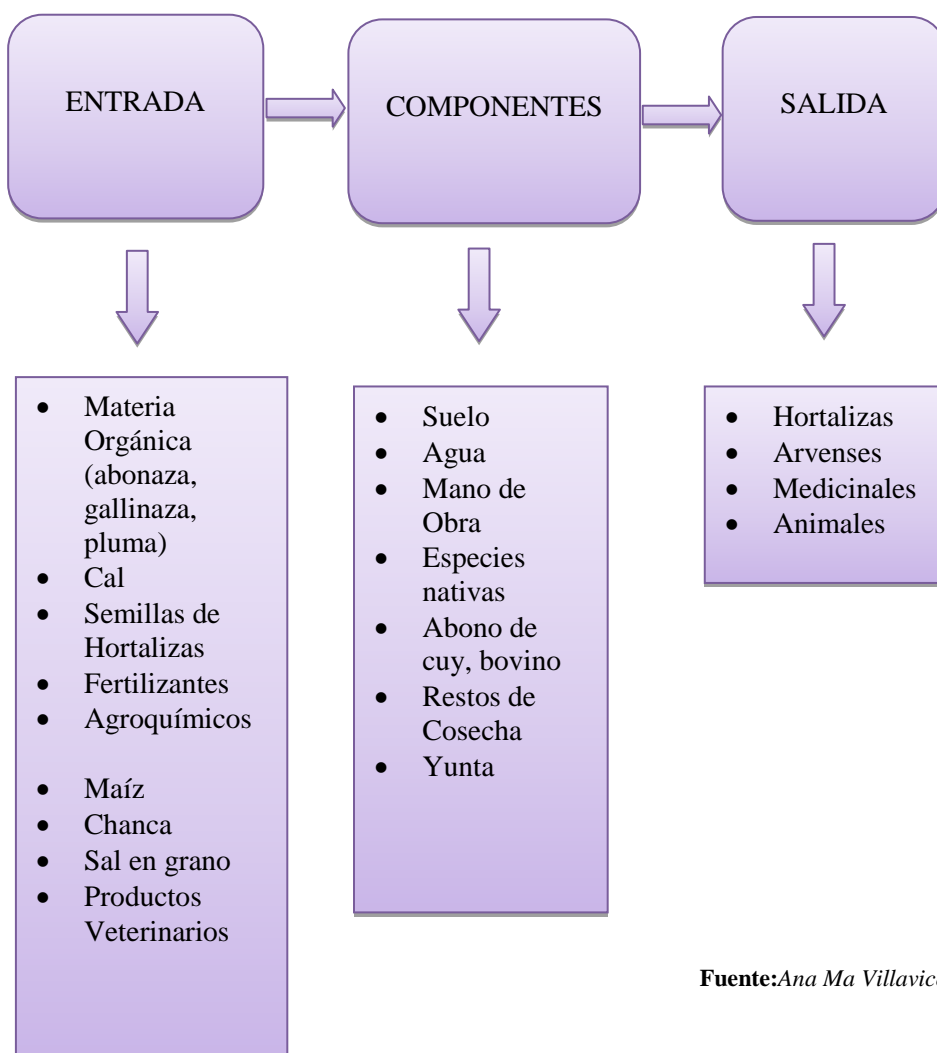 ENTRADA
COMPONENTES
SALIDA
• Materia
Orgánica
(abonaza,
gallinaza,
pluma)
• Cal
• Semillas de
Hortalizas
• Fertilizantes
• Agroquímicos
• Maíz
• Chanca
• Sal en grano
• Productos
Veterinarios
• Suelo
• Agua
• Mano de
Obra
• Especies
nativas
• Abono de
cuy, bovino
• Restos de
Cosecha
• Yunta
• Hortalizas
• Arvenses
• Medicinales
• Animales
Fuente:Ana Ma